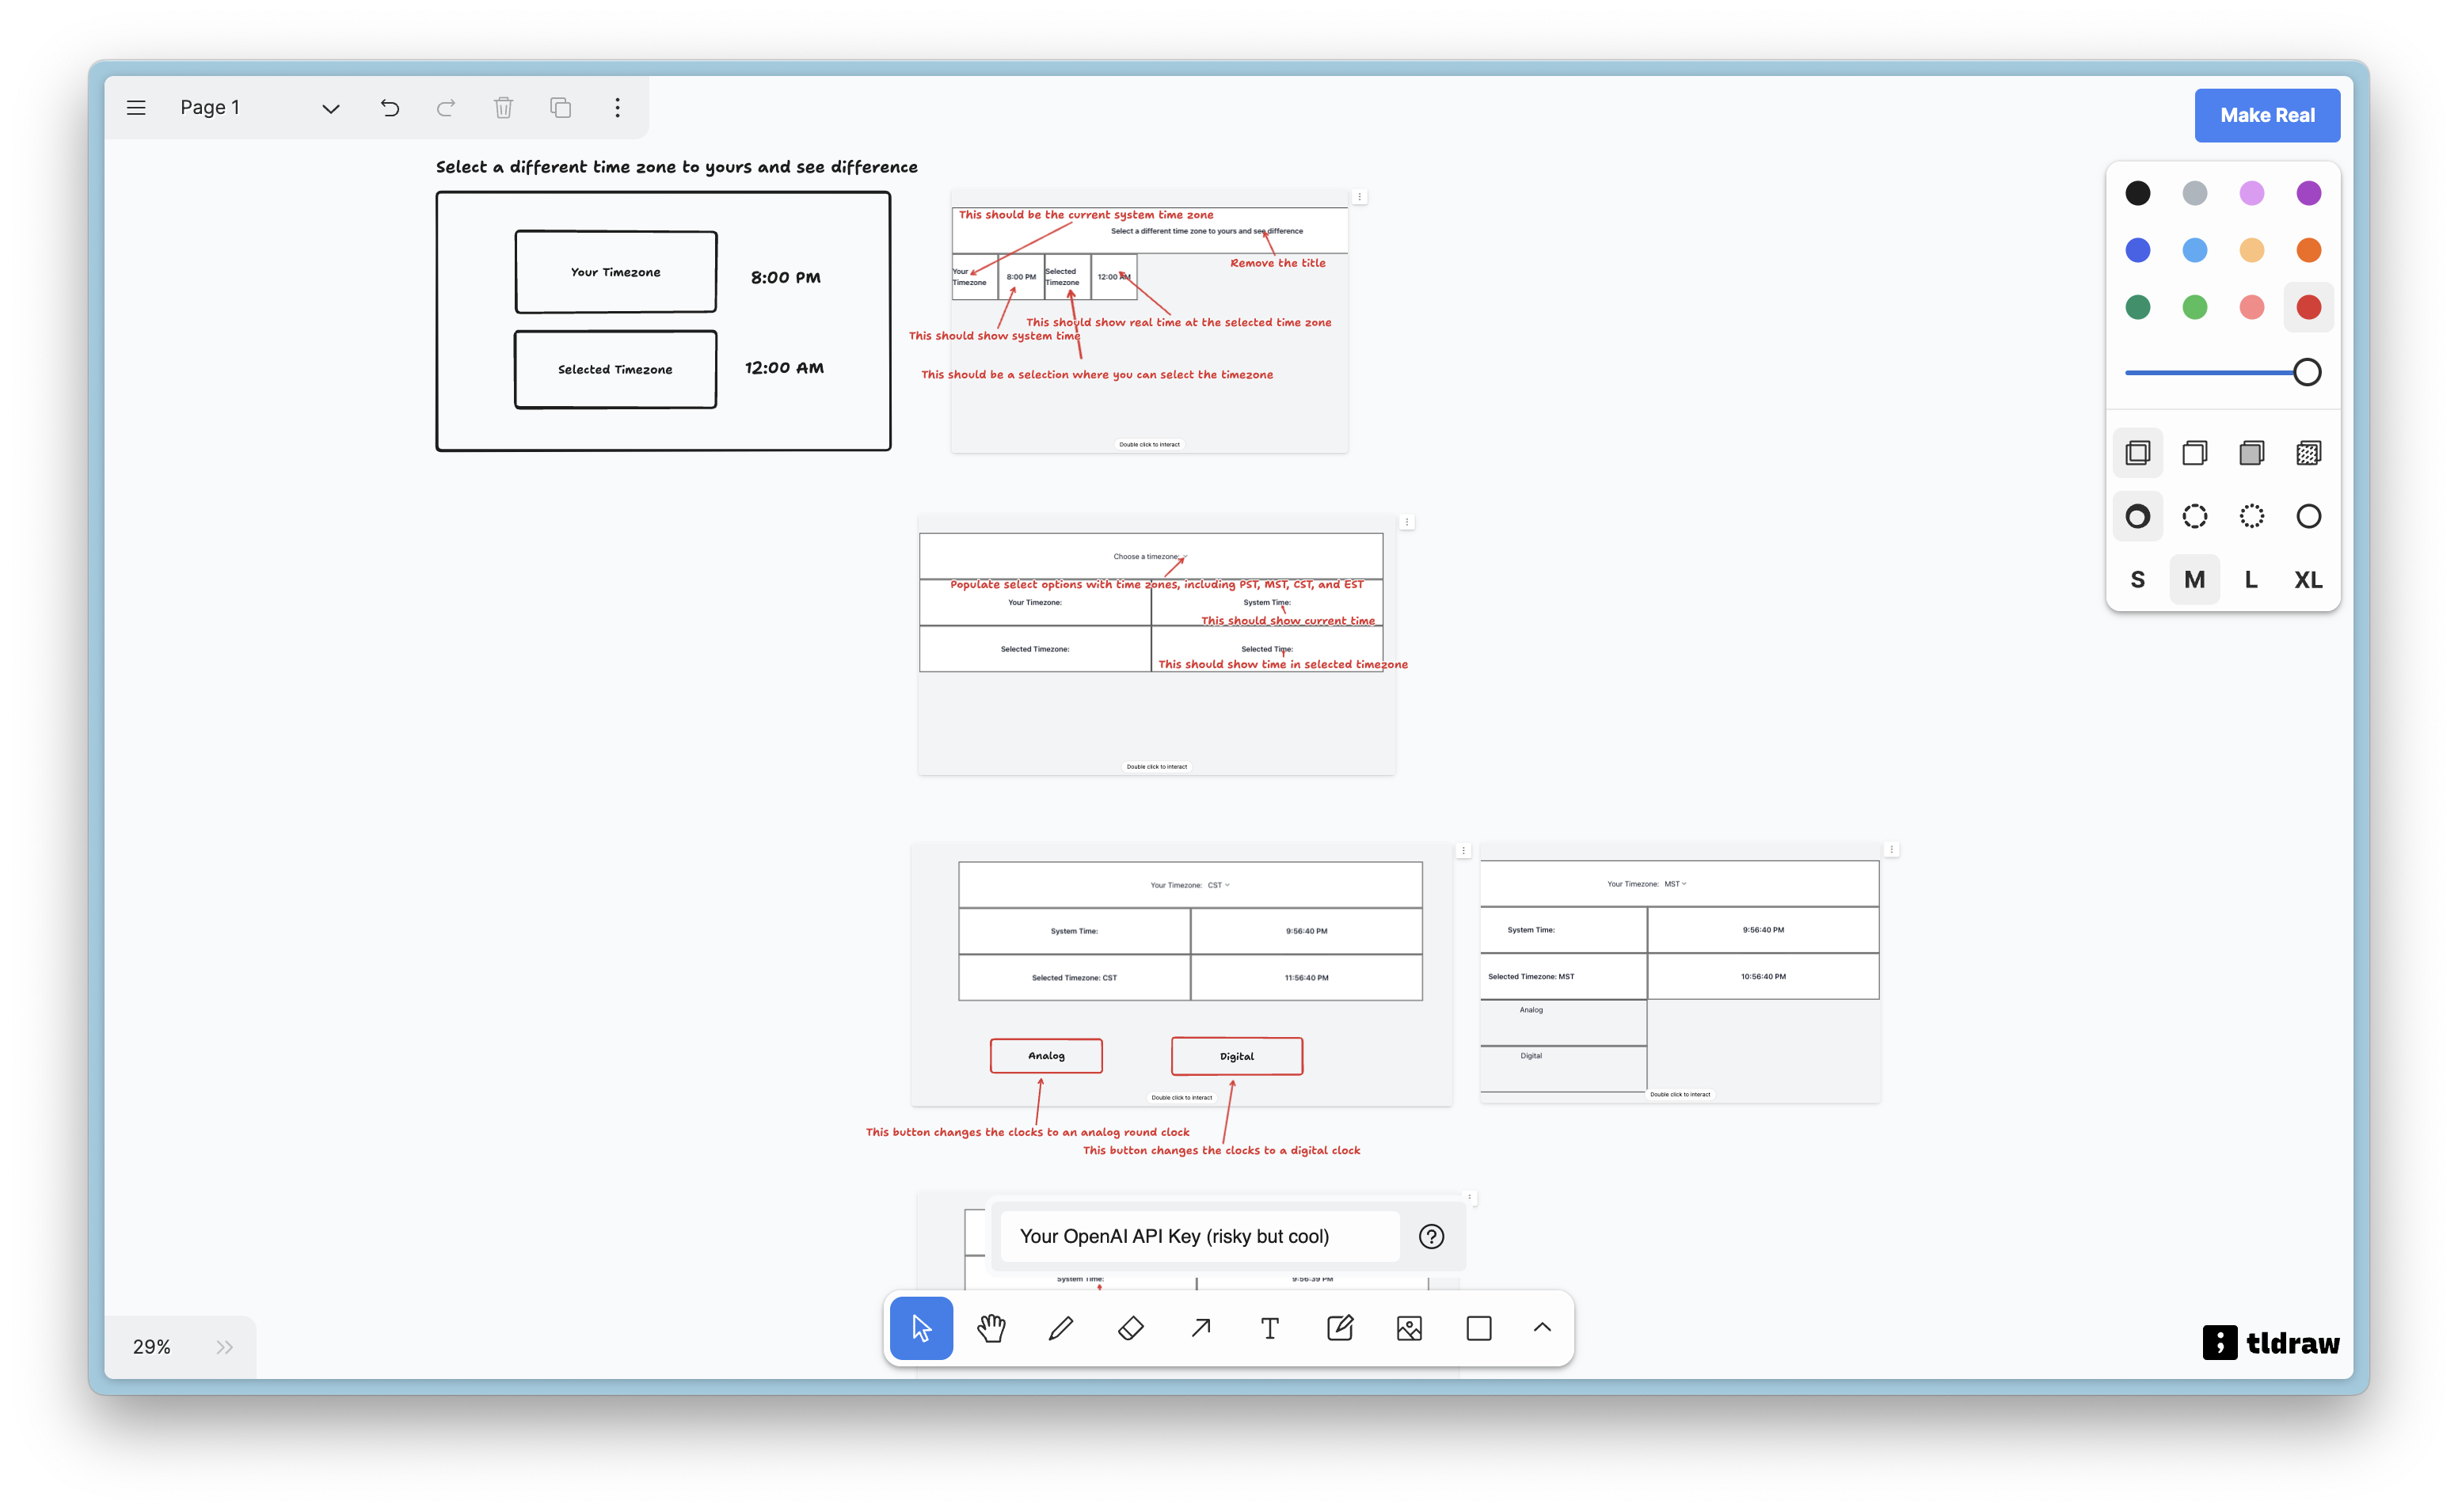 Page 1
Make Real
Select a different time zone to yours and see difference
Your Timezone
8:00 PM
Selected Timezone
12:00 AM
This should be the current system time zone
Select a different time zone to yours and see difference
Remove the title
Your
Timezone
8:00 PM
Selected
Timezone
12:00 AM
This should show real time at the selected time zone
This should show system time
This should be a selection where you can select the timezone
Double click to interact
S
M
L
XL
Choose a timezone:
Populate select options with time zones, including PST, MST, CST, and EST
Your Timezone:
System Time:
This should show current time
Selected Timezone:
Selected Time:
This should show time in selected timezone
Double click to interact
Your Timezone: CST
System Time:
9:56:40 PM
Selected Timezone: CST
11:56:40 PM
Analog
Digital
Double click to interact
This button changes the clocks to an analog round clock
This button changes the clocks to a digital clock
Your Timezone: MST
System Time:
9:56:40 PM
Selected Timezone: MST
10:56:40 PM
Analog
Digital
Double click to interact
Your OpenAI API Key (risky but cool)
System Time:
9:56:39 PM
29%
tldraw